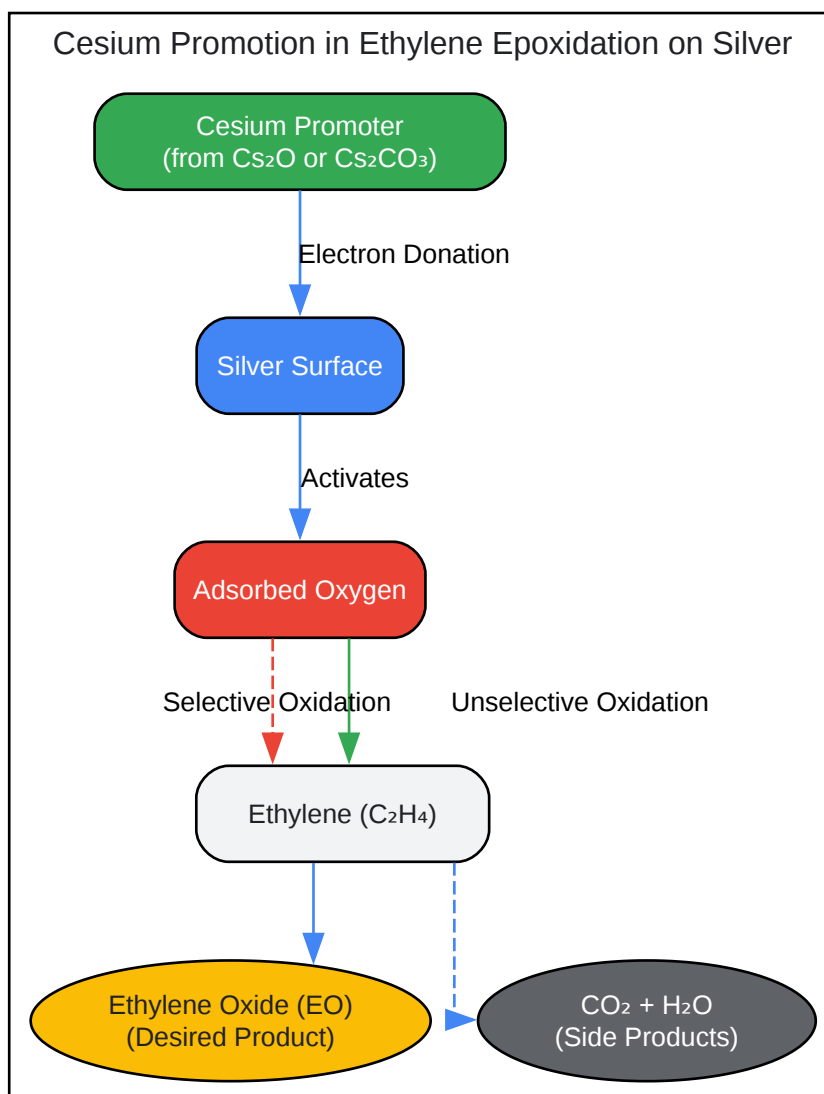 Cesium Promotion in Ethylene Epoxidation on Silver
Cesium Promoter
(from Cs₂O or Cs₂CO₃)
Electron Donation
Silver Surface
Activates
Adsorbed Oxygen
Selective Oxidation
Unselective Oxidation
Ethylene (C₂H₄)
Ethylene Oxide (EO)
(Desired Product)
CO₂ + H₂O
(Side Products)